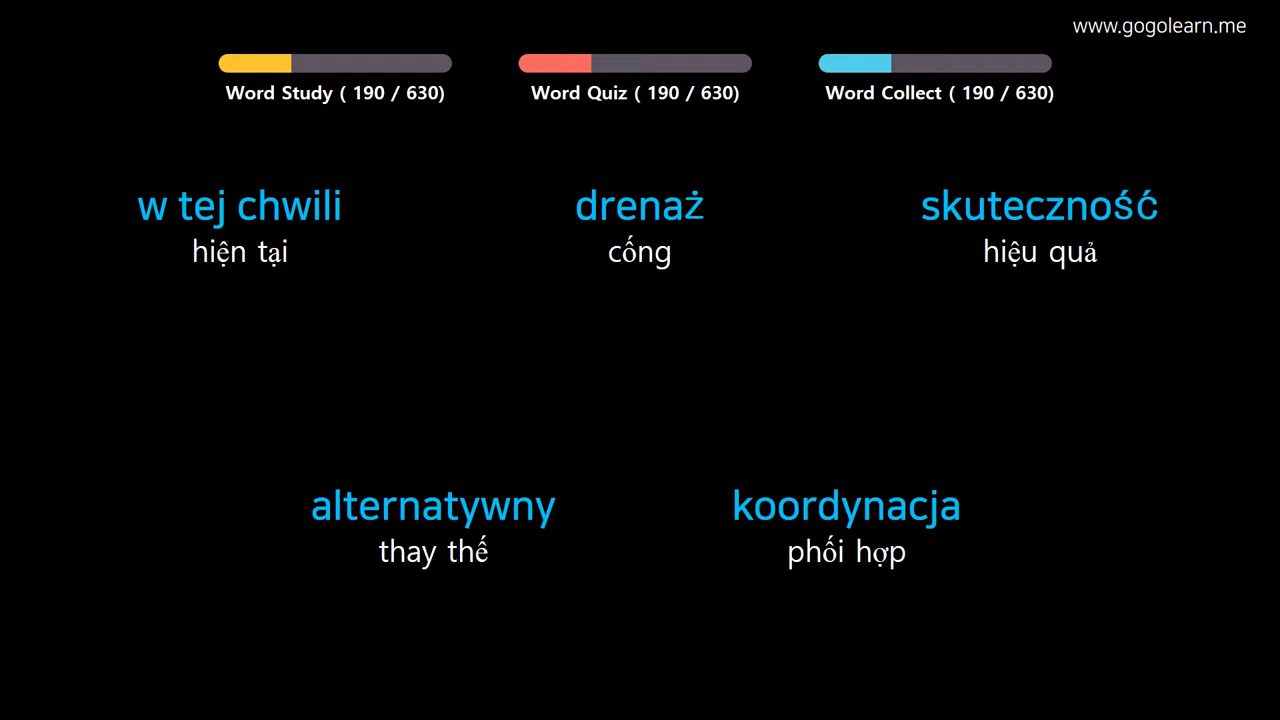 www.gogolearn.me
Word Study ( 190 / 630)
Word Quiz ( 190 / 630)
Word Collect ( 190 / 630)
w tej chwili
hiện tại
drenaż
cống
skuteczność
hiệu quả
alternatywny
thay thế
koordynacja
phối hợp